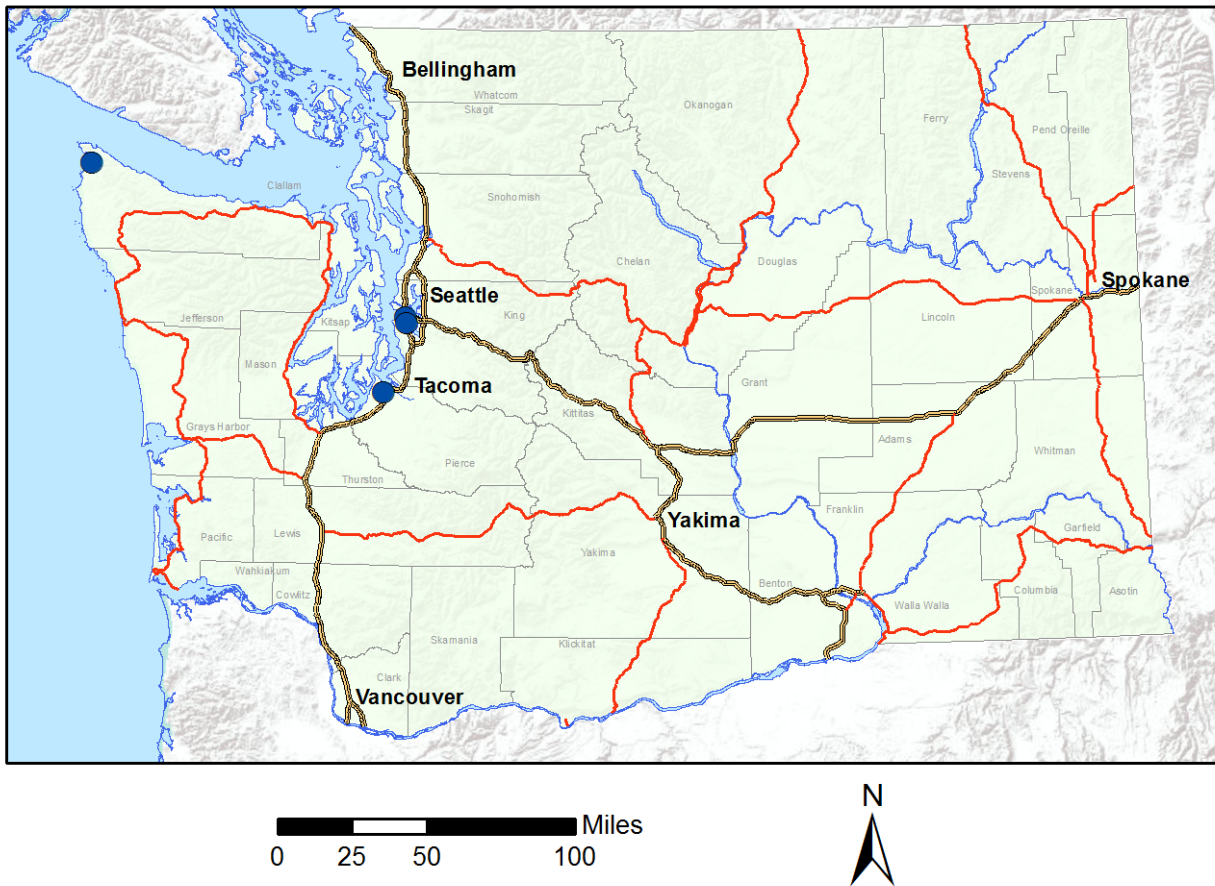 Bellingham
Whatcom
Skagit
Okanogan
Ferry
Pend Oreille
Stevens
Clallam
Snohomish
Chelan
Douglas
Spokane
Spokane
Seattle
King
Lincoln
Jefferson
Kitsap
Mason
Tacoma
Grant
Kittitas
Grays Harbor
Adams
Whitman
Pierce
Thurston
Franklin
Yakima
Garfield
Pacific
Lewis
Yakima
Wahkiakum
Benton
Cowlitz
Walla Walla
Columbia
Asotin
Skamania
Klickitat
Clark
Vancouver
N
Miles
0 25 50 100